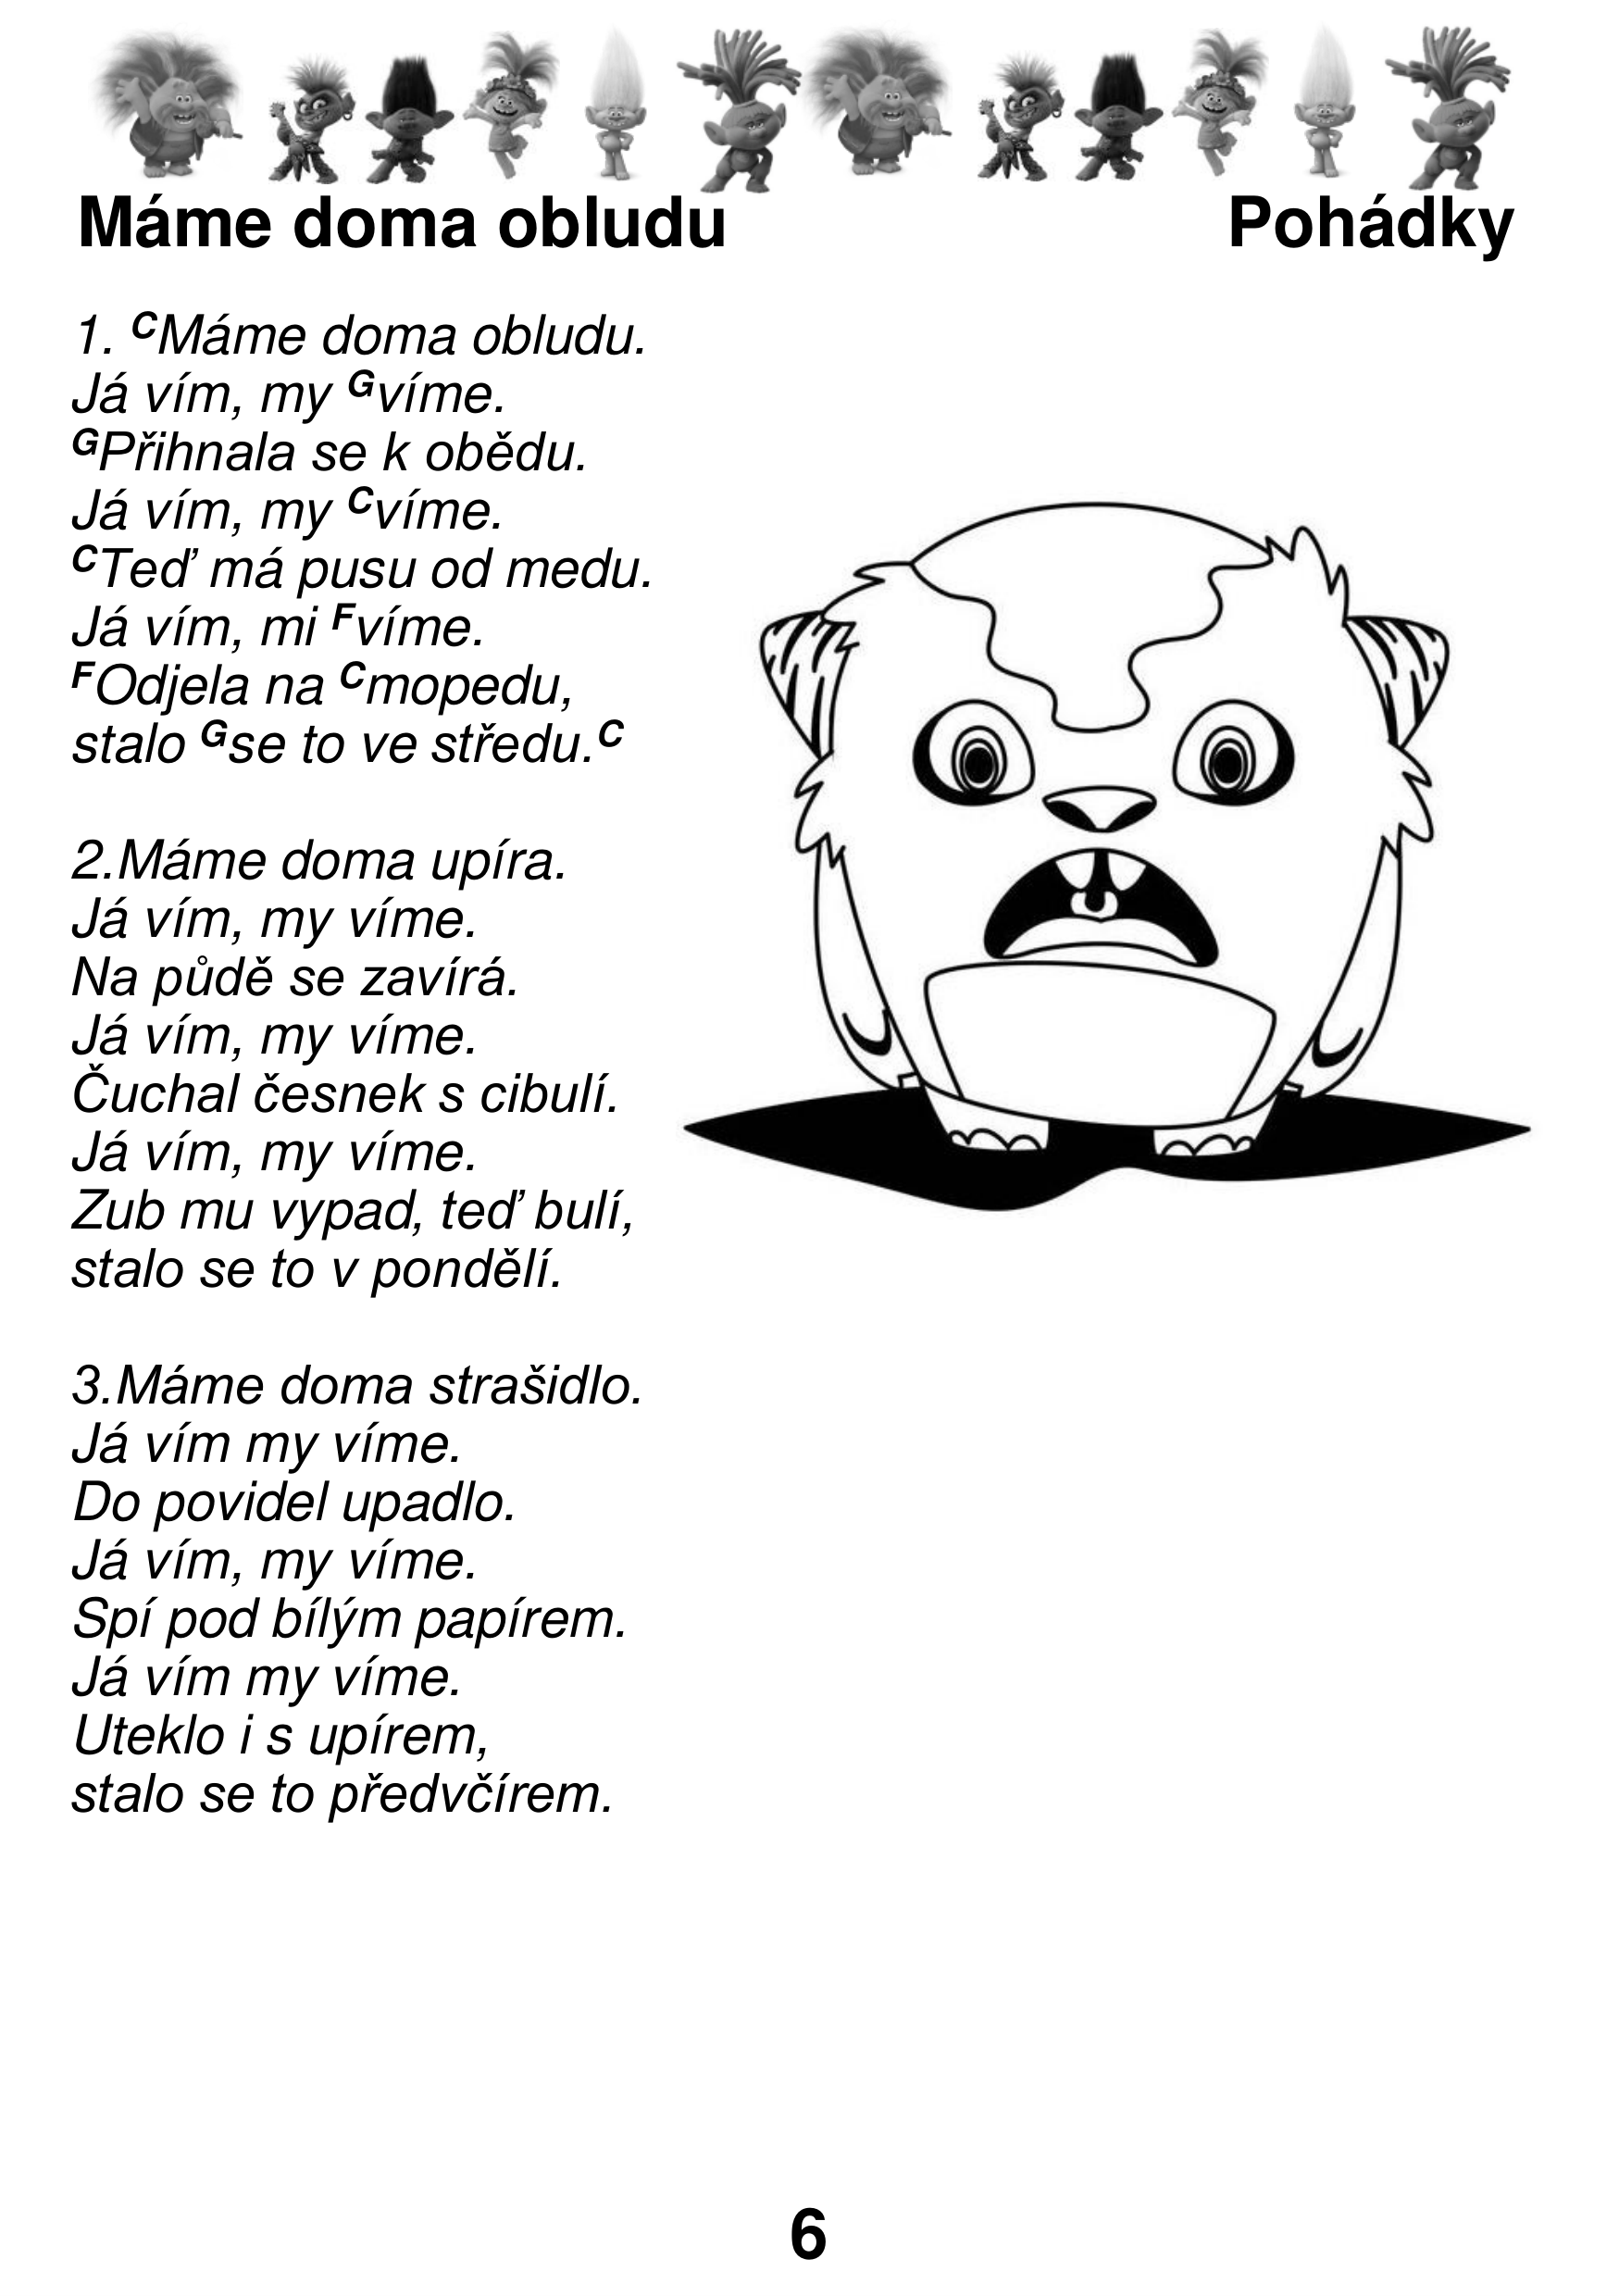 Máme doma obludu Pohádky
1. CMáme doma obludu.
Já vím, my Gvíme.
GPřihnala se k obědu.
Já vím, my Cvíme.
CTeď má pusu od medu.
Já vím, mi Fvíme.
FOdjela na Cmopedu,
stalo Gse to ve středu.C
2.Máme doma upíra.
Já vím, my víme.
Na půdě se zavírá.
Já vím, my víme.
Čuchal česnek s cibulí.
Já vím, my víme.
Zub mu vypad, teď bulí,
stalo se to v pondělí.
3.Máme doma strašidlo.
Já vím my víme.
Do povidel upadlo.
Já vím, my víme.
Spí pod bílým papírem.
Já vím my víme.
Uteklo i s upírem,
stalo se to předvčírem.
6